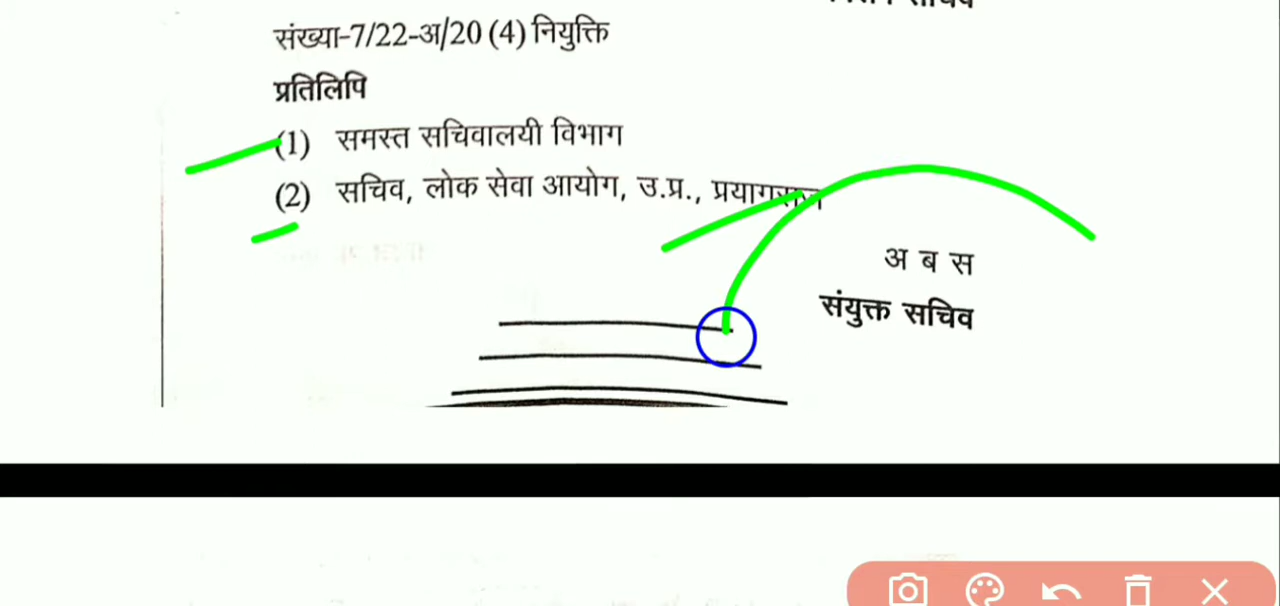 संख्या-7/22-अ/20 (4) नियुक्ति
प्रतिलिपि
(1) समस्त सचिवालयी विभाग
(2) सचिव, लोक सेवा आयोग, उ.प्र., प्रयागराज
अ ब स
संयुक्त सचिव